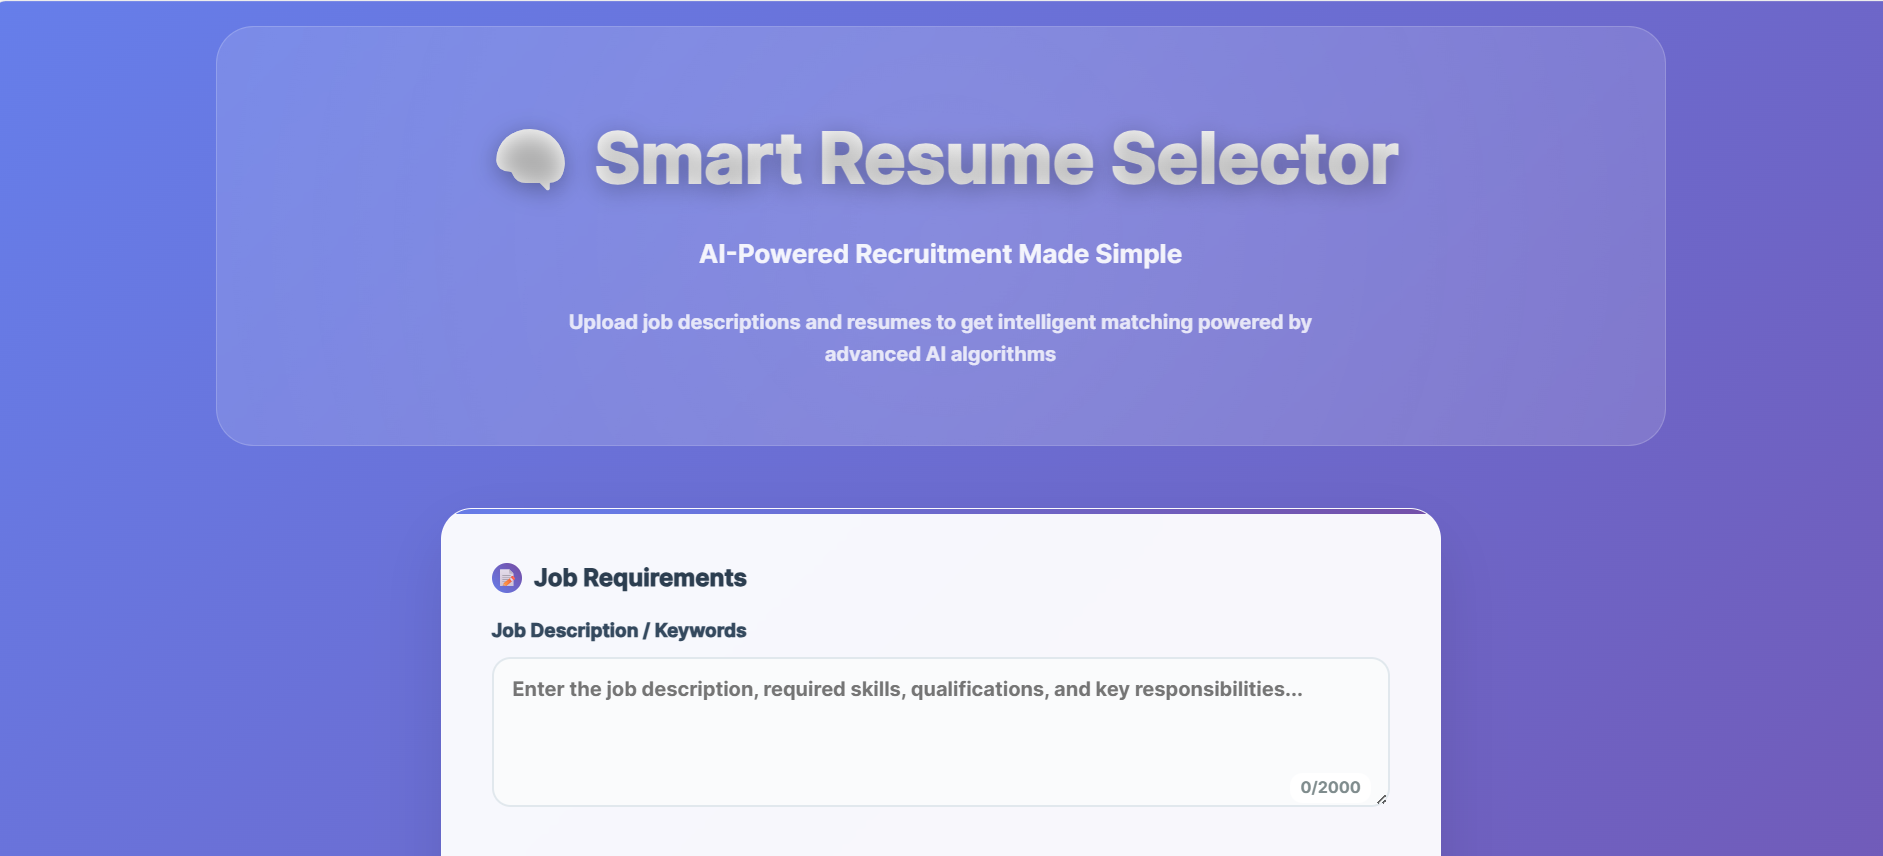 Smart Resume Selector
AI-Powered Recruitment Made Simple
Upload job descriptions and resumes to get intelligent matching powered by
advanced AI algorithms
Job Requirements
Job Description / Keywords
Enter the job description, required skills, qualifications, and key responsibilities...
0/2000